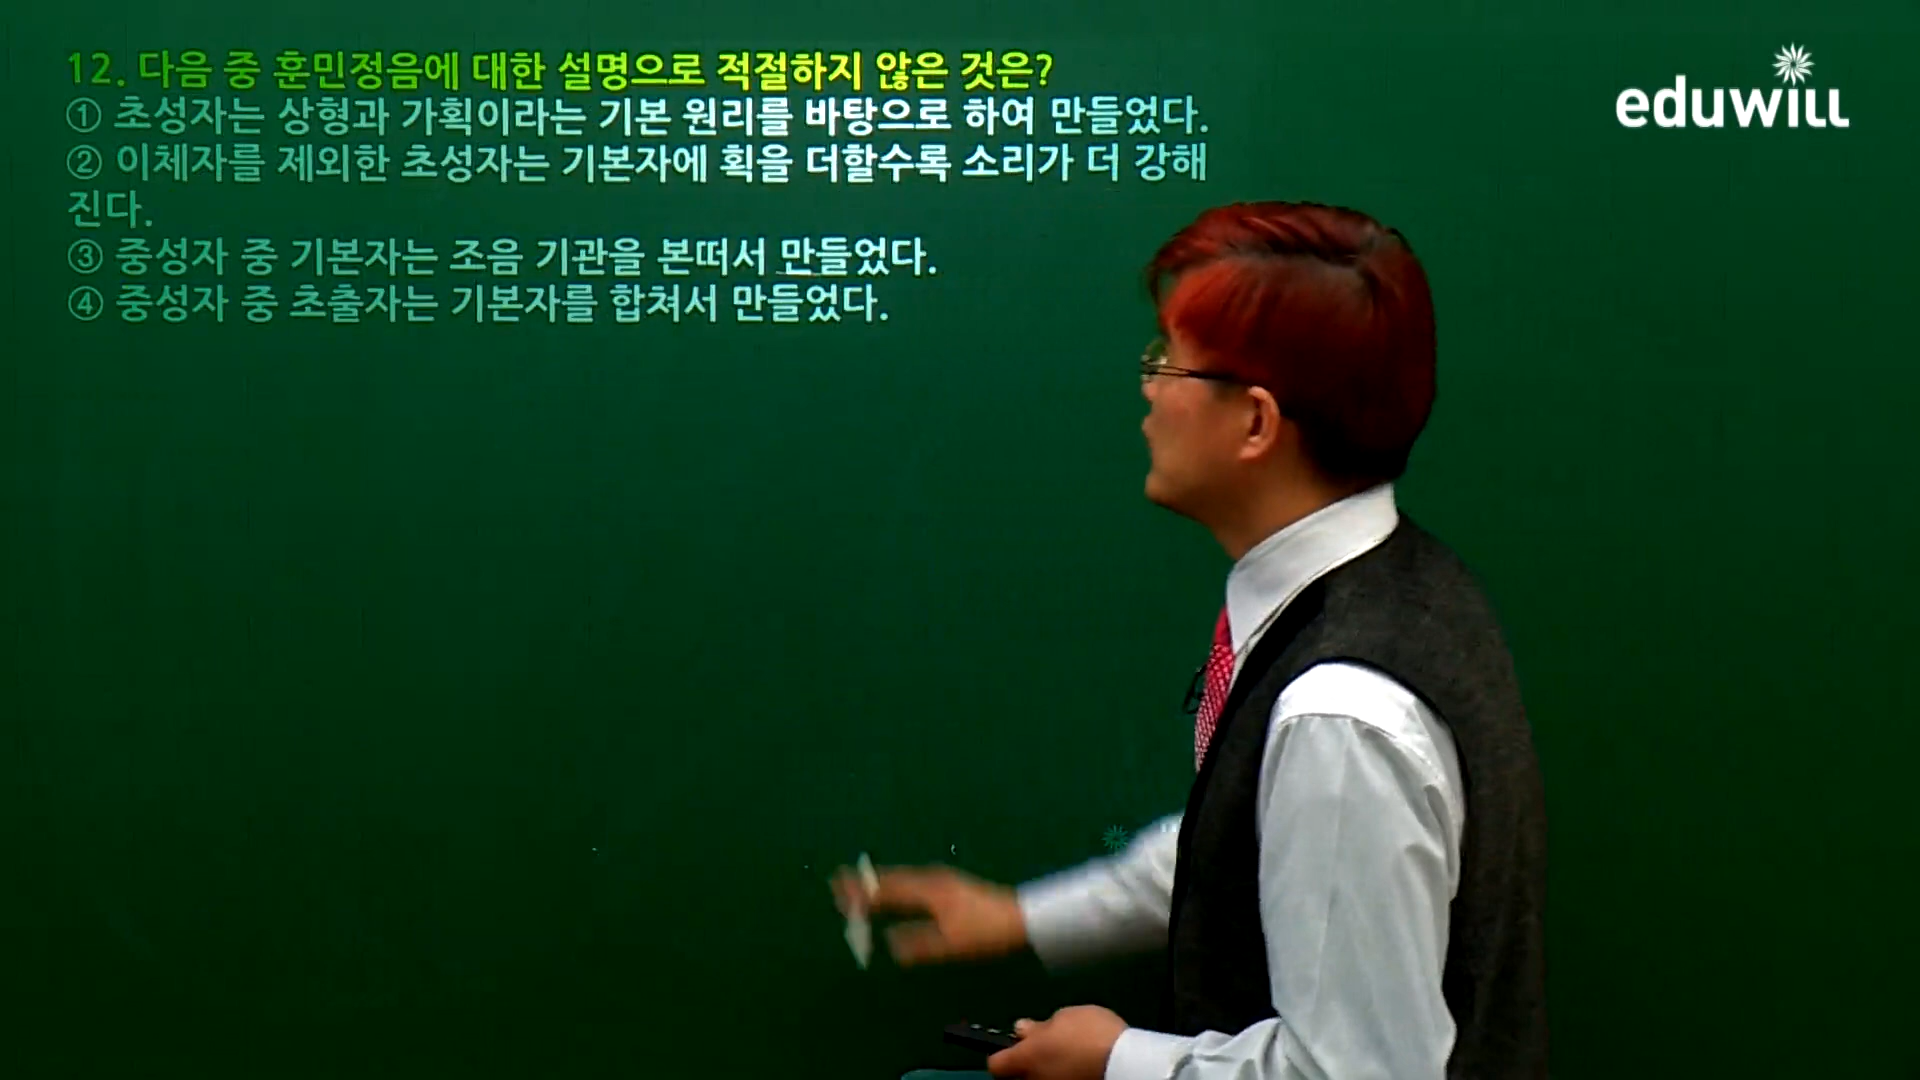 12. 다음 중 훈민정음에 대한 설명으로 적절하지 않은 것은?
① 초성자는 상형과 가획이라는 기본 원리를 바탕으로 하여 만들었다.
② 이체자를 제외한 초성자는 기본자에 획을 더할수록 소리가 더 강해
진다.
③ 중성자 중 기본자는 조음 기관을 본떠서 만들었다.
④ 중성자 중 초출자는 기본자를 합쳐서 만들었다.
eduwill